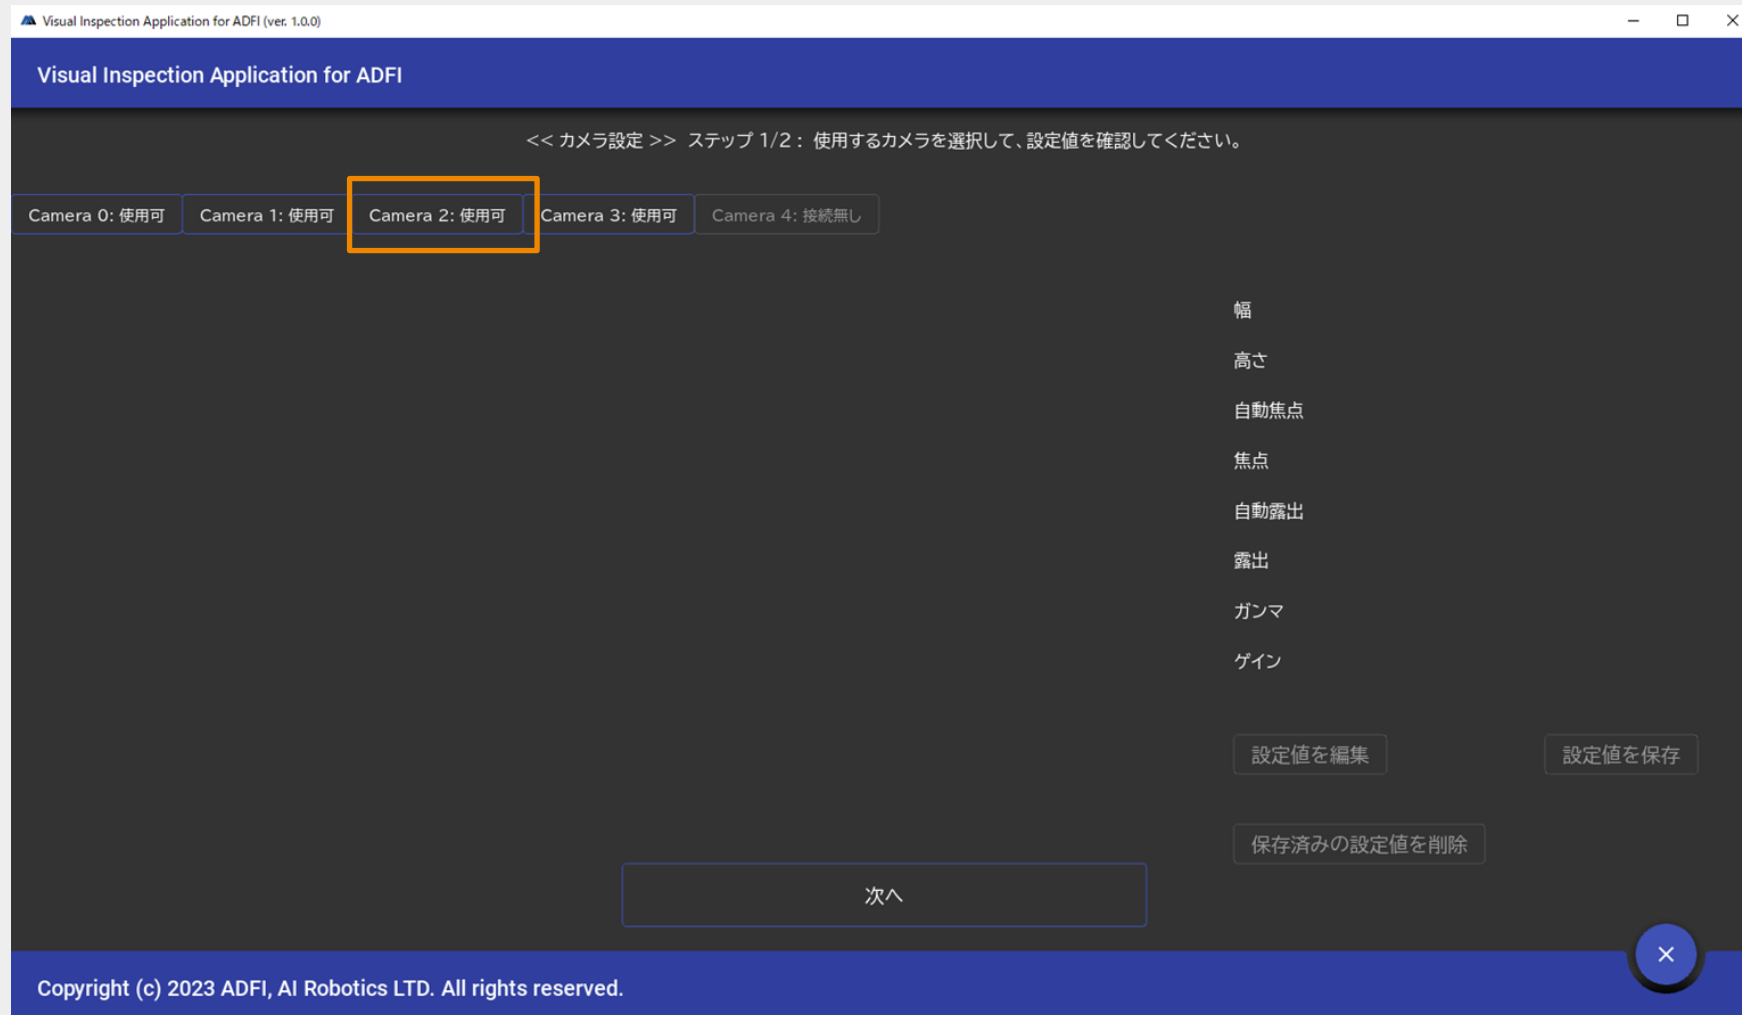 Visual Inspection Application for ADFI (ver. 1.0.0)
Visual Inspection Application for ADFI
<< カメラ設定 >> ステップ 1/2 : 使用するカメラを選択して、設定値を確認してください。
Camera 0: 使用可 Camera 1: 使用可 Camera 2: 使用可 Camera 3: 使用可 Camera 4: 接続無し
幅
高さ
自動焦点
焦点
自動露出
露出
ガンマ
ゲイン
設定値を編集 設定値を保存
保存済みの設定値を削除
次へ
Copyright (c) 2023 ADFI, AI Robotics LTD. All rights reserved.